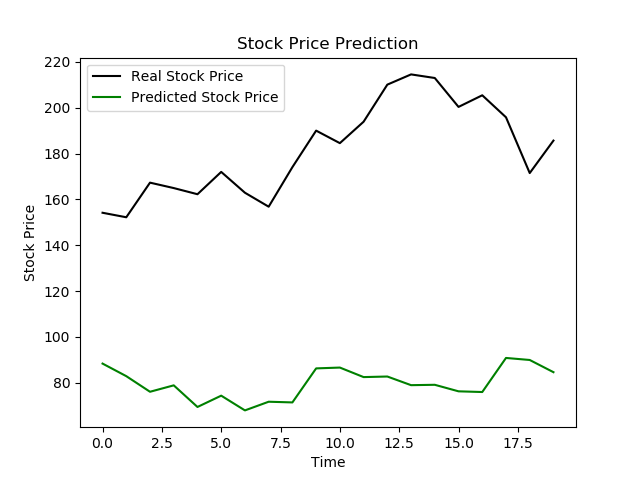 Stock Price Prediction
Real Stock Price
Predicted Stock Price
220
200
180
160
140
120
100
80
Stock Price
0.0 2.5 5.0 7.5 10.0 12.5 15.0 17.5
Time